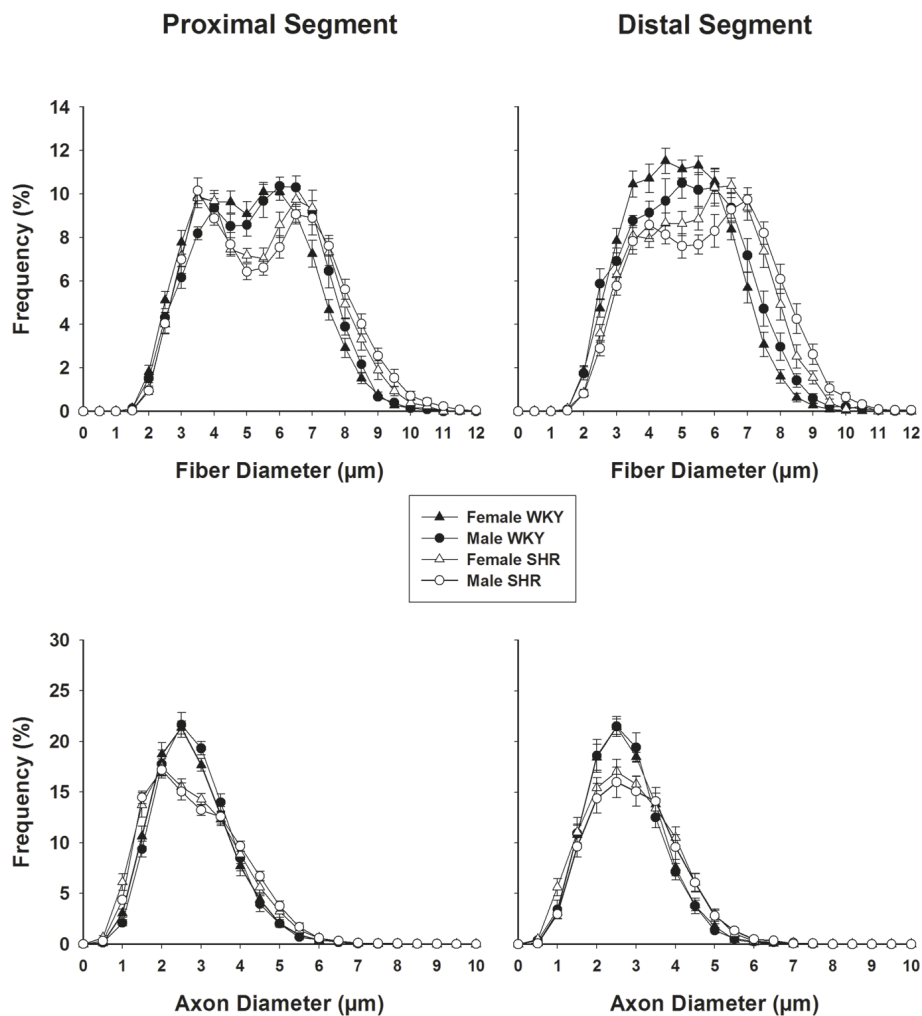 Proximal Segment
Distal Segment
Frequency (%)
14
12
10
8
6
4
2
0
0 1 2 3 4 5 6 7 8 9 10 11 12
0 1 2 3 4 5 6 7 8 9 10 11 12
Fiber Diameter (µm)
Fiber Diameter (µm)
Female WKY
Male WKY
Female SHR
Male SHR
Frequency (%)
30
25
20
15
10
5
0
0 1 2 3 4 5 6 7 8 9 10
0 1 2 3 4 5 6 7 8 9 10
Axon Diameter (µm)
Axon Diameter (µm)